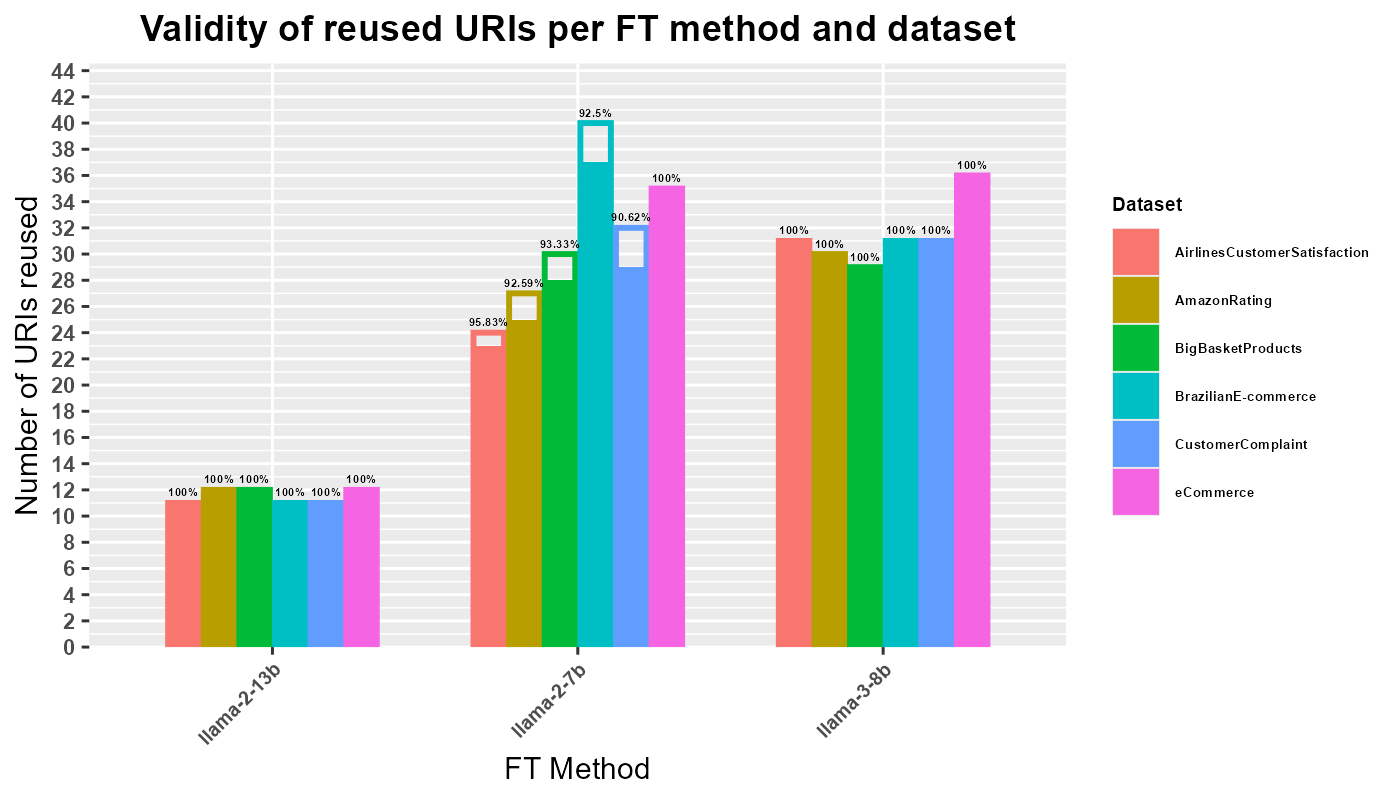 Validity of reused URIs per FT method and dataset
Number of URIs reused
44
42
40
38
36
34
32
30
28
26
24
22
20
18
16
14
12
10
8
6
4
2
0
100% 100% 100% 100% 100% 100%
95.83% 92.59% 93.33% 92.5% 90.62% 100%
100% 100% 100% 100% 100% 100%
llama-2-13b
llama-2-7b
llama-3-8b
FT Method
Dataset
AirlinesCustomerSatisfaction
AmazonRating
BigBasketProducts
BrazilianE-commerce
CustomerComplaint
eCommerce